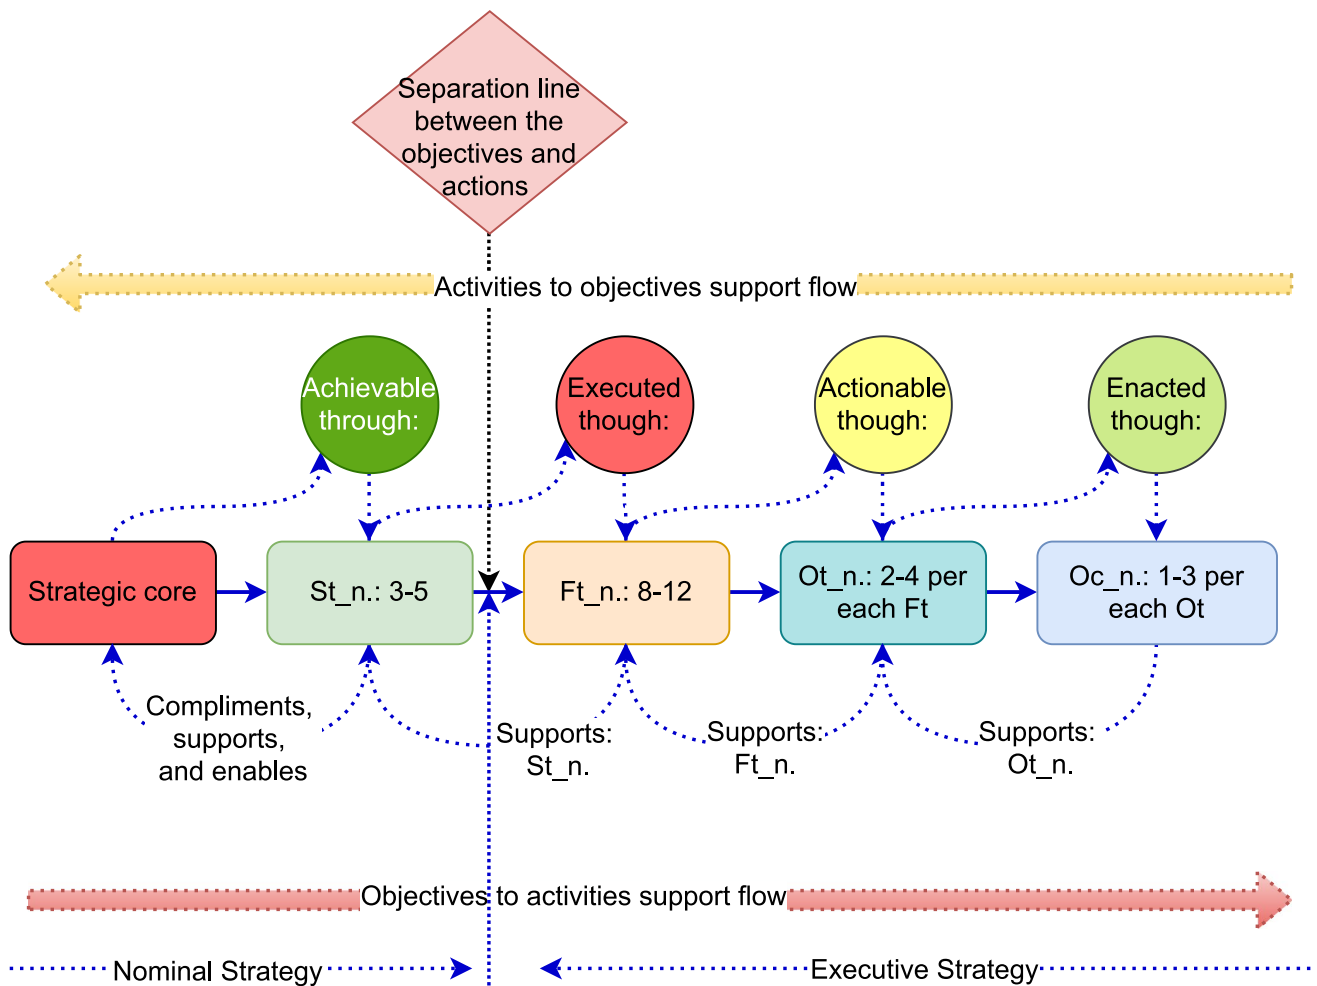 Separation line
between the
objectives and
actions
Activities to objectives support flow
Achievable
through:
Executed
though:
Actionable
though:
Enacted
though:
Strategic core
St_n.: 3-5
Ft_n.: 8-12
Ot_n.: 2-4 per
each Ft
Oc_n.: 1-3 per
each Ot
Compliments,
supports,
and enables
Supports:
St_n.
Supports:
Ft_n.
Supports:
Ot_n.
Objectives to activities support flow
Nominal Strategy
Executive Strategy